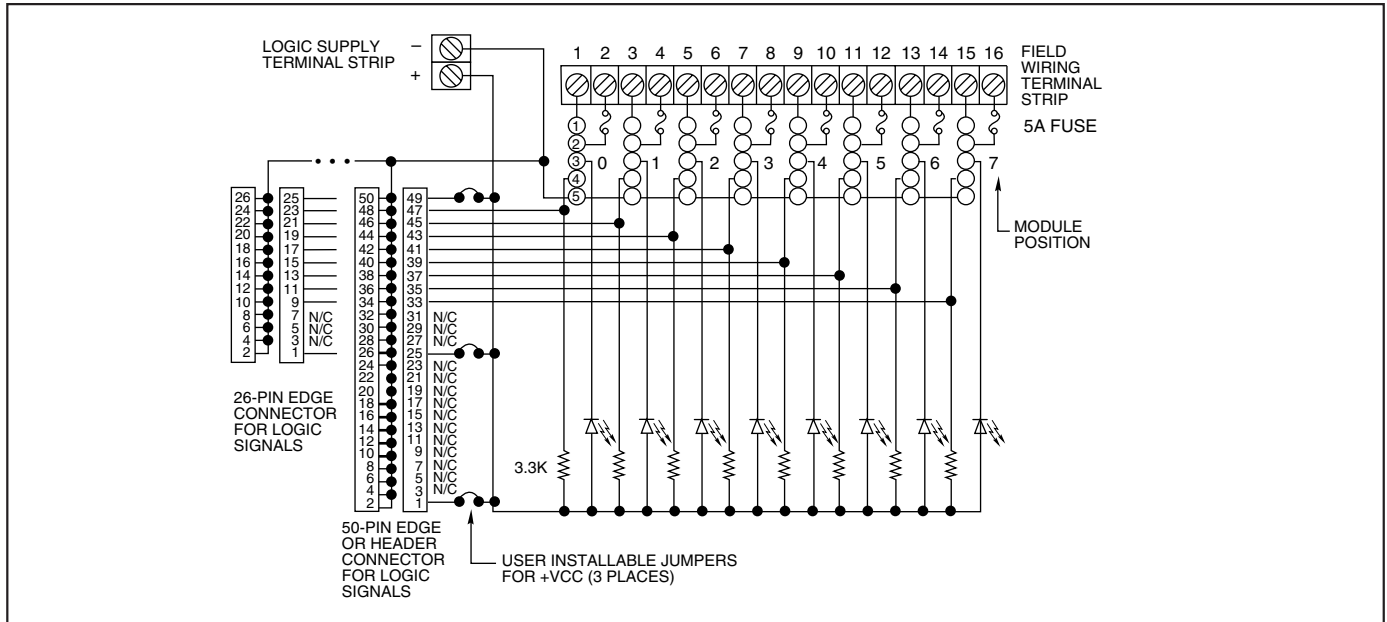 LOGIC SUPPLY
TERMINAL STRIP
–
+
1 2 3 4 5 6 7 8 9 10 11 12 13 14 15 16
FIELD
WIRING
TERMINAL
STRIP
5A FUSE
1
2
3
4
5
0 1 2 3 4 5 6 7
MODULE
POSITION
26 25
24 23
22 21
20 19
18 17
16 15
14 13
12 11
10 9
8 7 N/C
6 5 N/C
4 3 N/C
2 1
26-PIN EDGE
CONNECTOR
FOR LOGIC
SIGNALS
50 49
48 47
46 45
44 43
42 41
40 39
38 37
36 35
34 33
32 31 N/C
30 29 N/C
28 27 N/C
26 25
24 23 N/C
22 21 N/C
20 19 N/C
18 17 N/C
16 15 N/C
14 13 N/C
12 11 N/C
10 9 N/C
8 7 N/C
6 5 N/C
4 3 N/C
2 1
3.3K
50-PIN EDGE
OR HEADER
CONNECTOR
FOR LOGIC
SIGNALS
USER INSTALLABLE JUMPERS
FOR +VCC (3 PLACES)